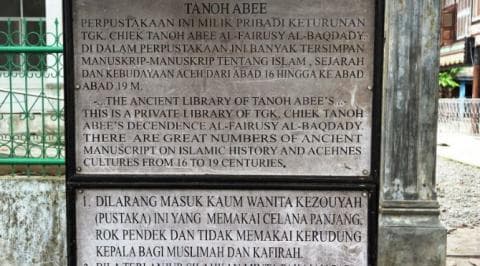 TANOH ABEE
PERPUSTAKAAN INI MILIK PRIBADI KETURUNAN
TGK. CHIEK TANOH ABEE AL-FAIRUSY AL-BAQDADY.
DI DALAM PERPUSTAKAAN INI BANYAK TERSIMPAN
MANUSKRIP-MANUSKRIP TENTANG ISLAM , SEJARAH
DAN KEBUDAYAAN ACEH DARI ABAD 16 HINGGA KE ABAD
ABAD 19 M.
-...THE ANCIENT LIBRARY OF TANOH ABEE'S...-
THIS IS A PRIVATE LIBRARY OF TGK. CHIEK TANOH
ABEE'S DECENDENCE AL-FAIRUSY AL-BAQDADY.
THERE ARE GREAT NUMBERS OF ANCIENT
MANUSCRIPT ON ISLAMIC HISTORY AND ACEHNES
CULTURES FROM 16 TO 19 CENTURIES.
1. DILARANG MASUK KAUM WANITA KEZOUYAH
(PUSTAKA) INI YANG MEMAKAI CELANA PANJANG,
ROK PENDEK DAN TIDAK MEMAKAI KERUDUNG
KEPALA BAGI MUSLIMAH DAN KAFIRAH.